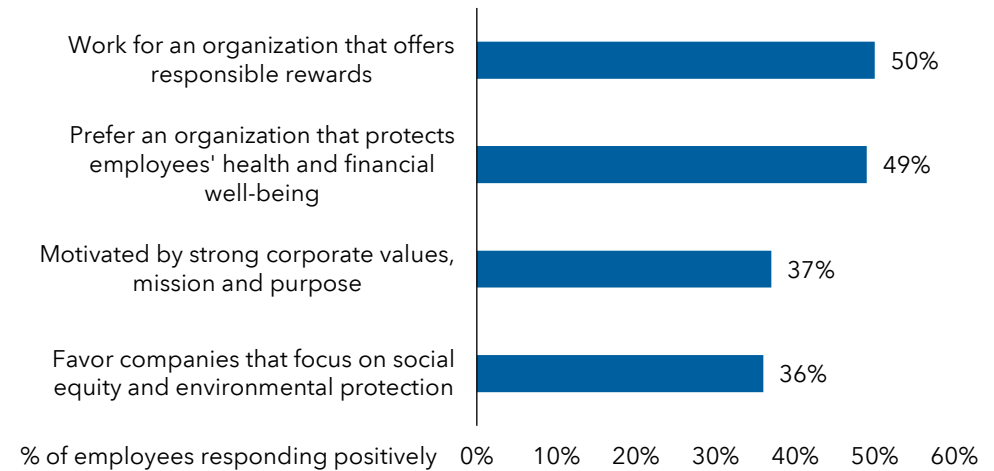 Work for an organization that offers
responsible rewards
50%
Prefer an organization that protects
employees' health and financial
well-being
49%
Motivated by strong corporate values,
mission and purpose
37%
Favor companies that focus on social
equity and environmental protection
36%
% of employees responding positively 0% 10% 20% 30% 40% 50% 60%